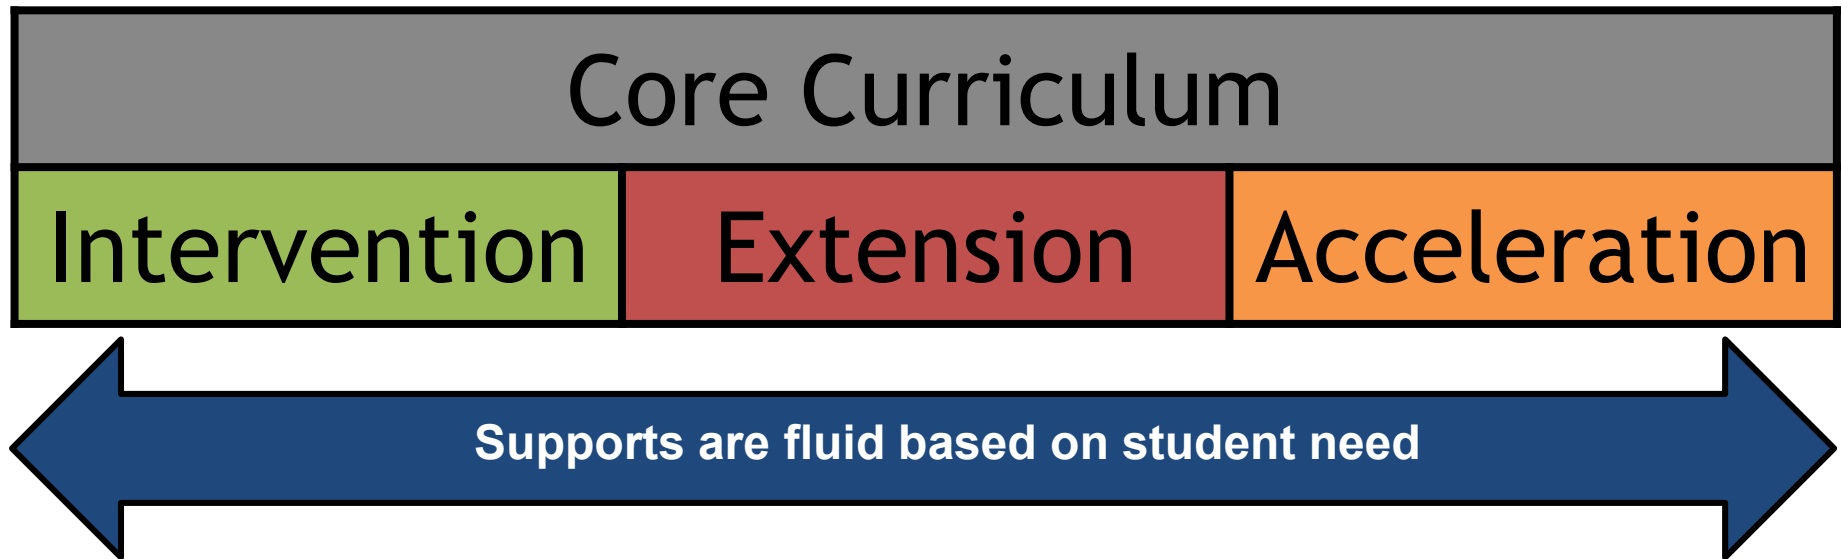 Core Curriculum
Intervention
Extension
Acceleration
Supports are fluid based on student need